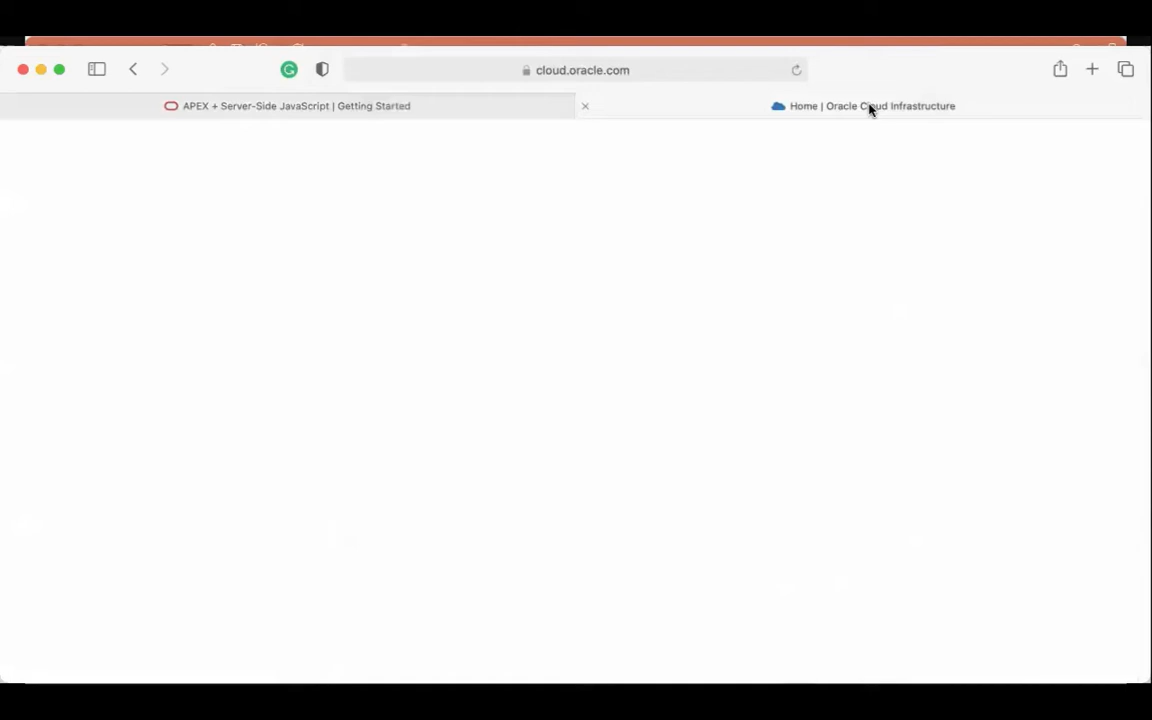 cloud.oracle.com
APEX + Server-Side JavaScript | Getting Started
Home | Oracle Cloud Infrastructure